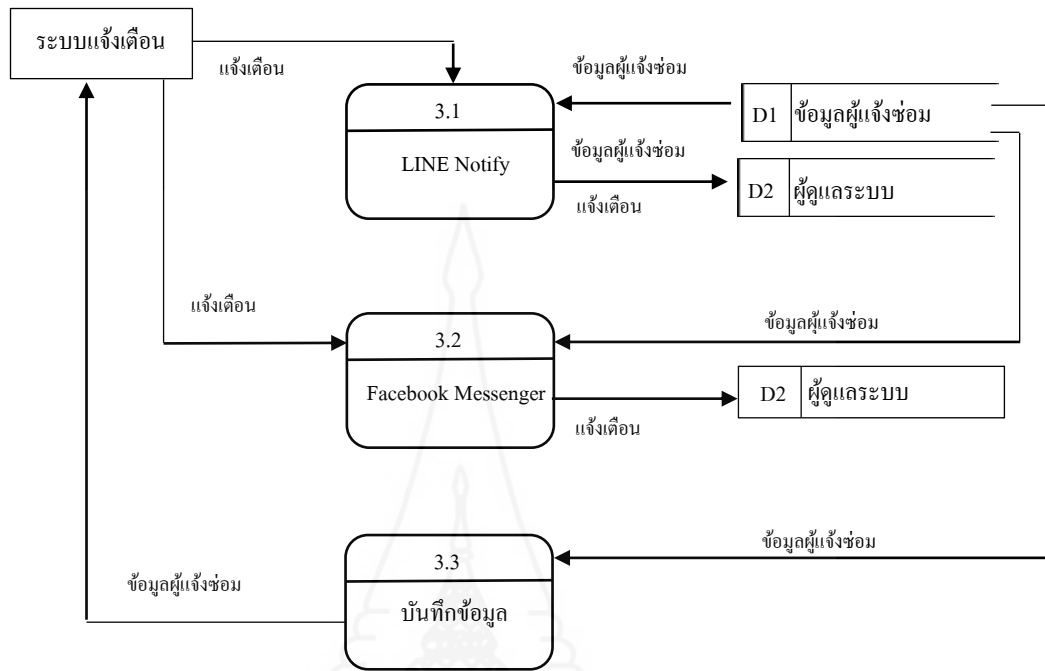 ระบบแจ้งเตือน
แจ้งเตือน
ข้อมูลผู้แจ้งซ่อม
3.1
D1 ข้อมูลผู้แจ้งซ่อม
LINE Notify
ข้อมูลผู้แจ้งซ่อม
D2 ผู้ดูแลระบบ
แจ้งเตือน
แจ้งเตือน
ข้อมูลผุ้แจ้งซ่อม
3.2
Facebook Messenger
D2 ผู้ดูแลระบบ
แจ้งเตือน
ข้อมูลผู้แจ้งซ่อม
3.3
ข้อมูลผู้แจ้งซ่อม
บันทึกข้อมูล